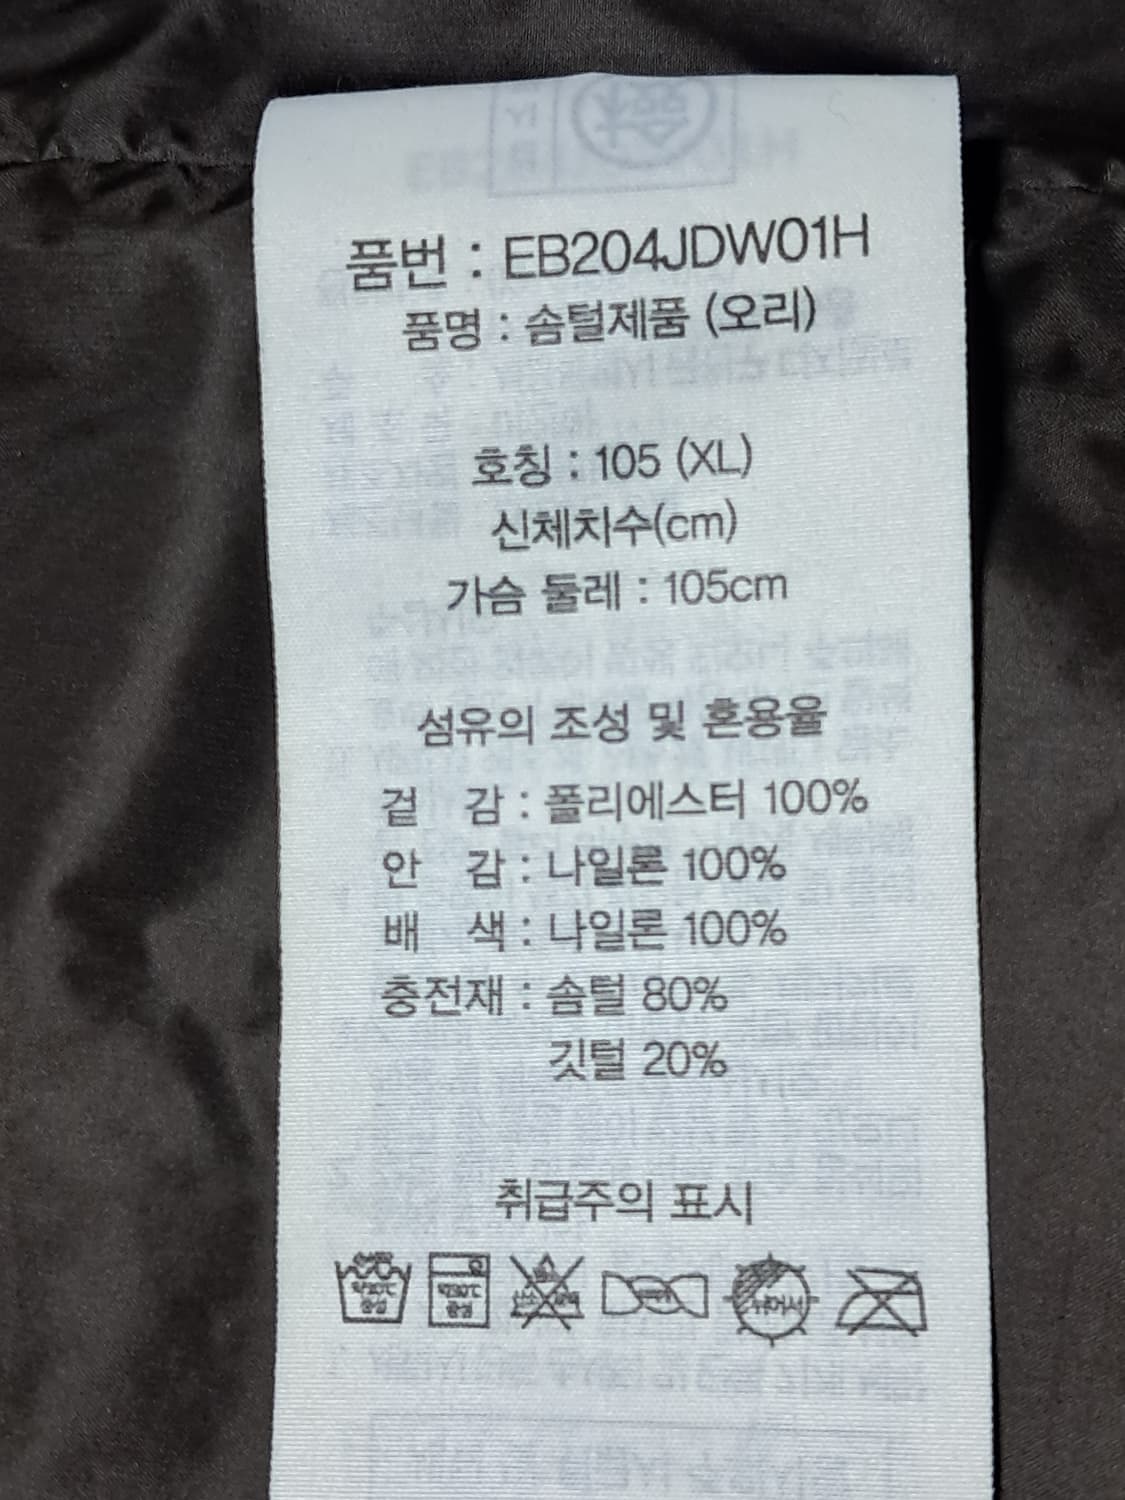 품번 : EB204JDW01H
품명 : 솜털제품 (오리)
호칭 : 105 (XL)
신체치수(cm)
가슴 둘레 : 105cm
섬유의 조성 및 혼용율
겉 감 : 폴리에스터 100%
안 감 : 나일론 100%
배 색 : 나일론 100%
충전재 : 솜털 80%
깃털 20%
취급주의 표시